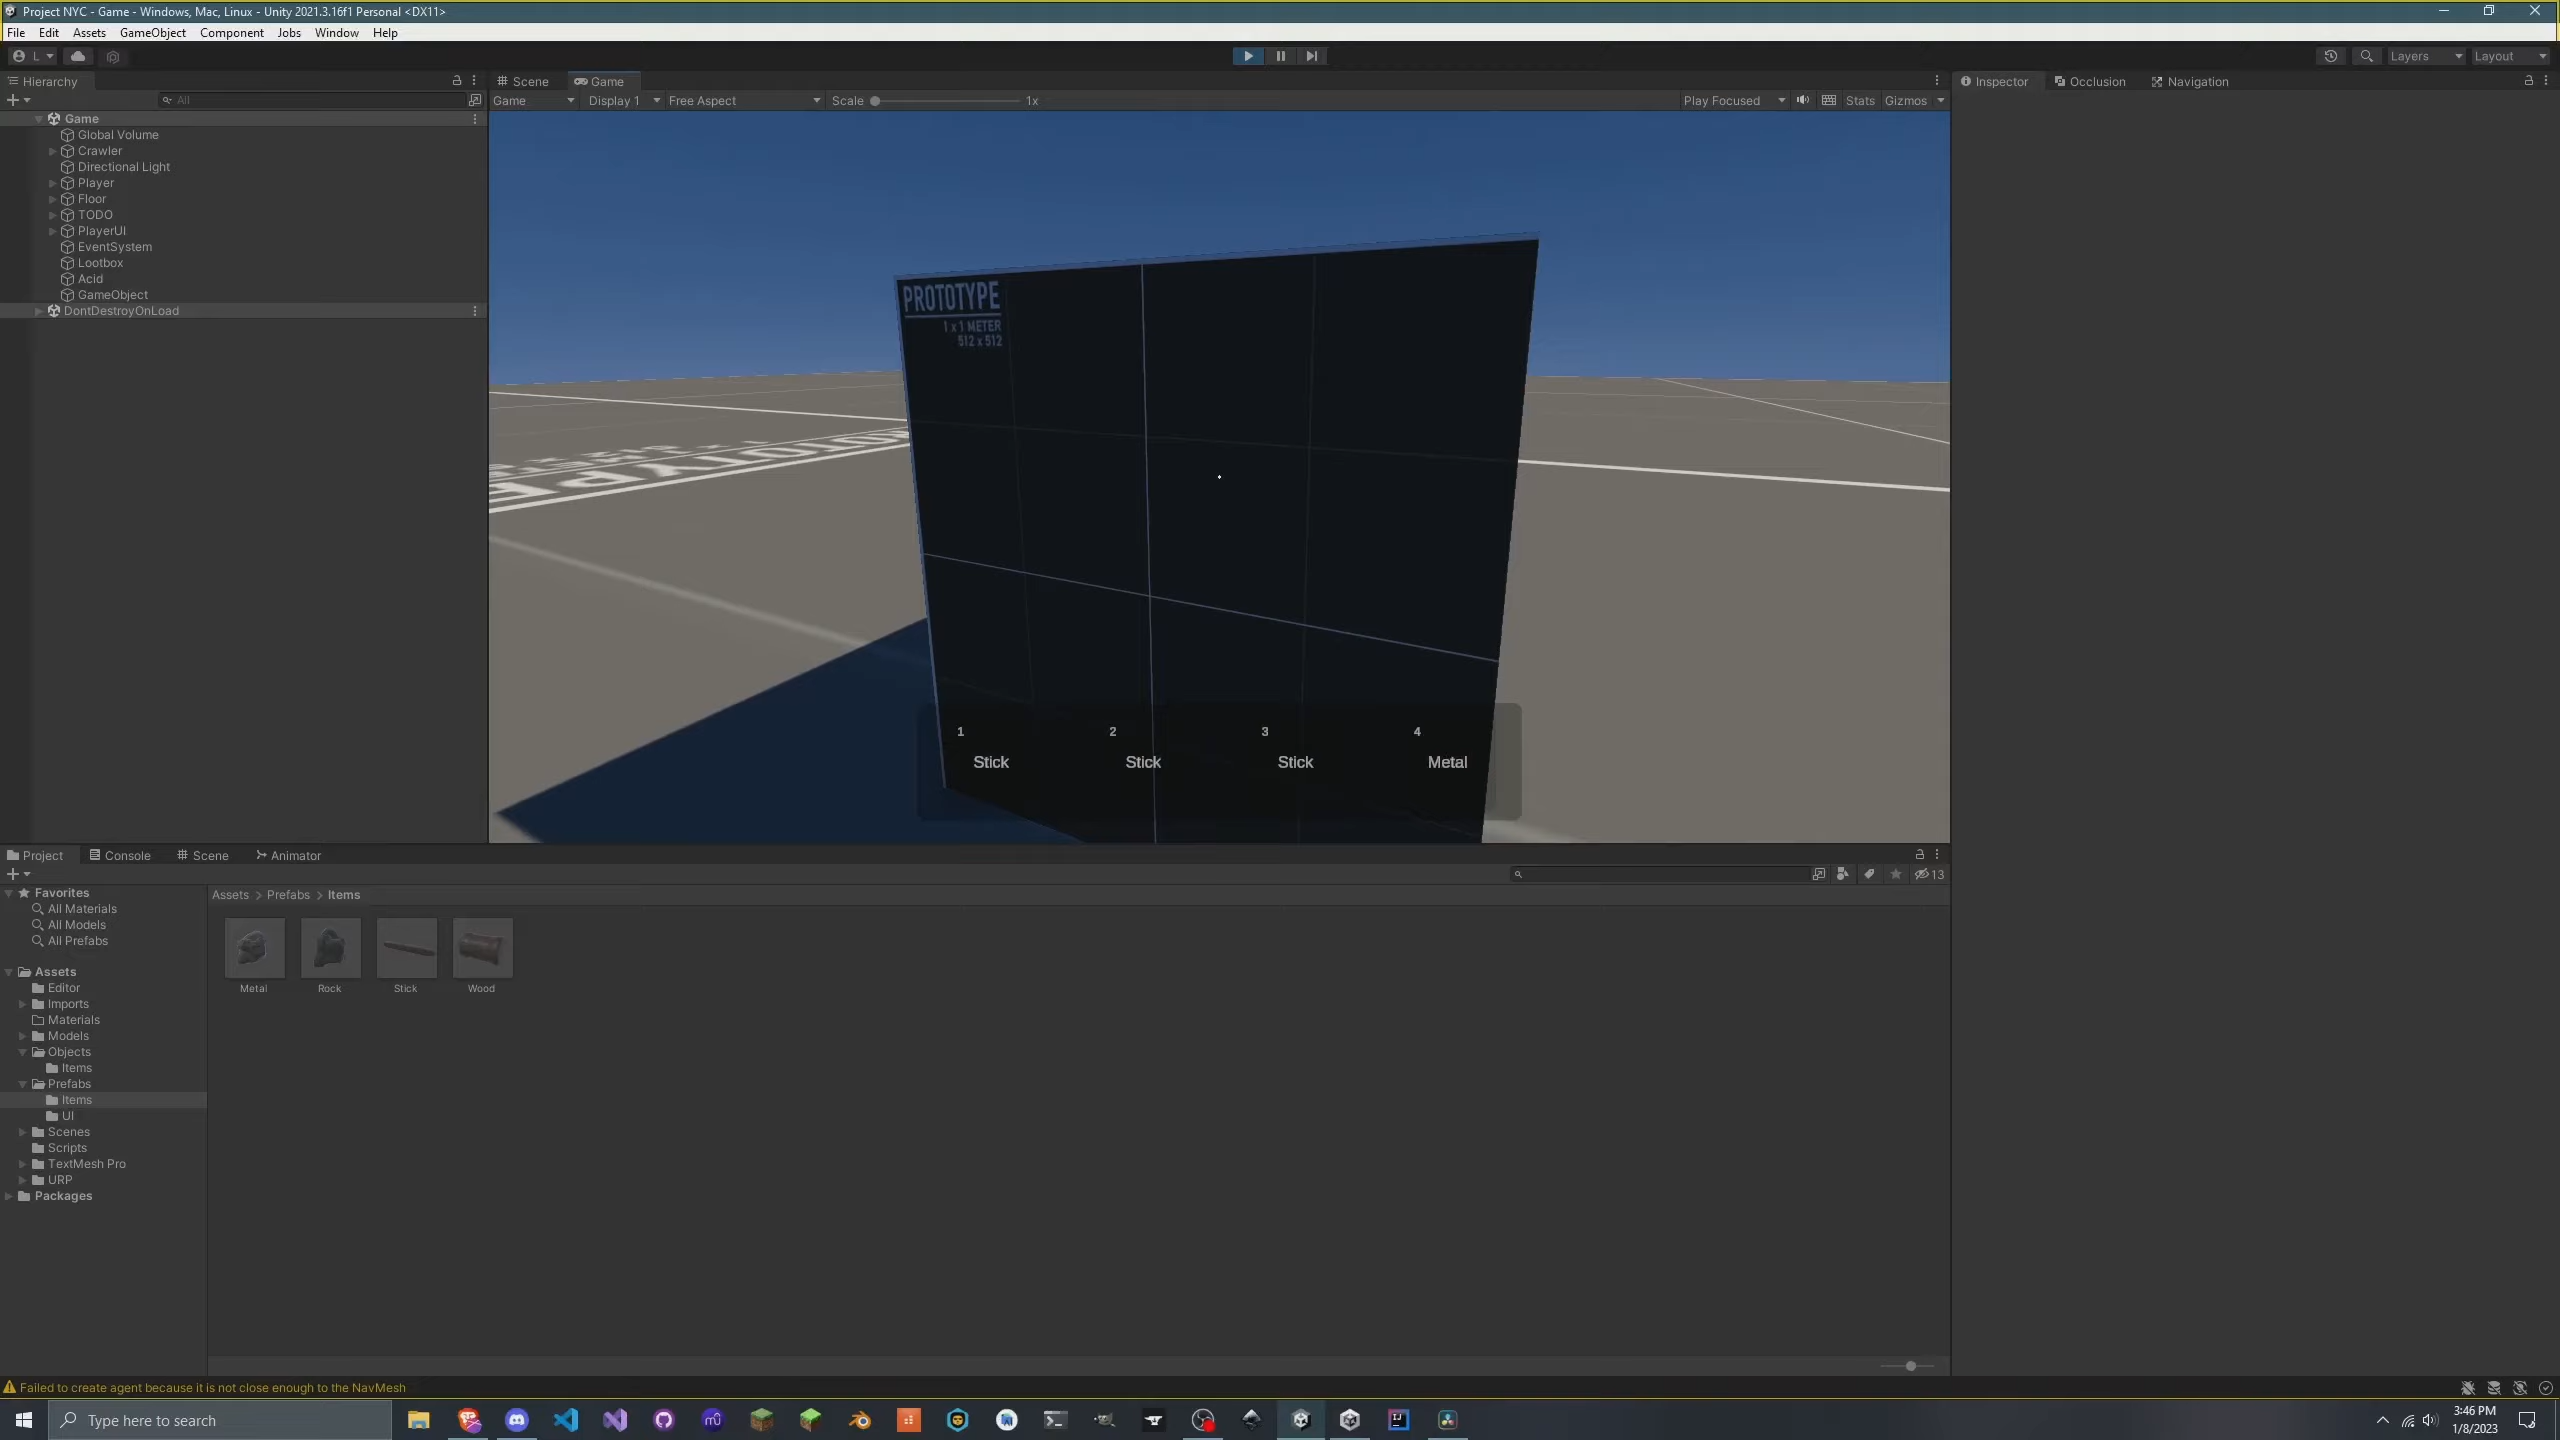 Project NYC - Game - Windows, Mac, Linux - Unity 2021.3.16f1 Personal <DX11>
File Edit Assets GameObject Component Jobs Window Help
L Layers Layout
Hierarchy Scene Game Inspector Occlusion Navigation
All Game Display 1 Free Aspect Scale 1x Play Focused Stats Gizmos
Game
Global Volume
Crawler
Directional Light
Player
Floor
TODO
PlayerUI
EventSystem
Lootbox
Acid
GameObject
DontDestroyOnLoad
PROTOTYPE
1 x 1 METER
512 x 512
1 2 3 4
Stick Stick Stick Metal
Project Console Scene Animator
13
Favorites
All Materials
All Models
All Prefabs
Assets
Editor
Imports
Materials
Models
Objects
Items
Prefabs
Items
UI
Scenes
Scripts
TextMesh Pro
URP
Packages
Assets > Prefabs > Items
Metal Rock Stick Wood
Failed to create agent because it is not close enough to the NavMesh
Type here to search
3:46 PM
1/8/2023